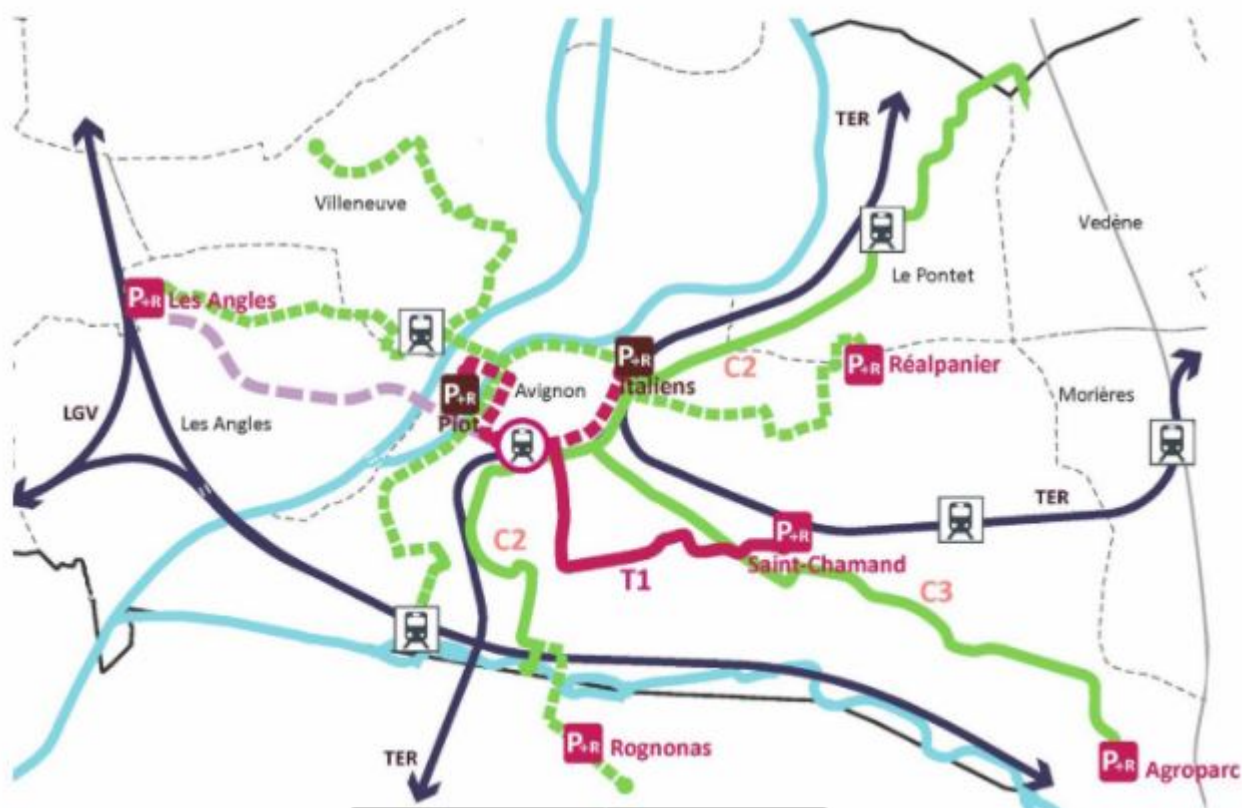 TER
Villeneuve
Vedène
Le Pontet
P+R Les Angles
P+R Italiens
C2
P+R Réalpanier
Avignon
P+R Piot
Morières
LGV
Les Angles
TER
C2
P+R Saint-Chamand
T1
C3
TER
P+R Rognonas
P+R Agroparc